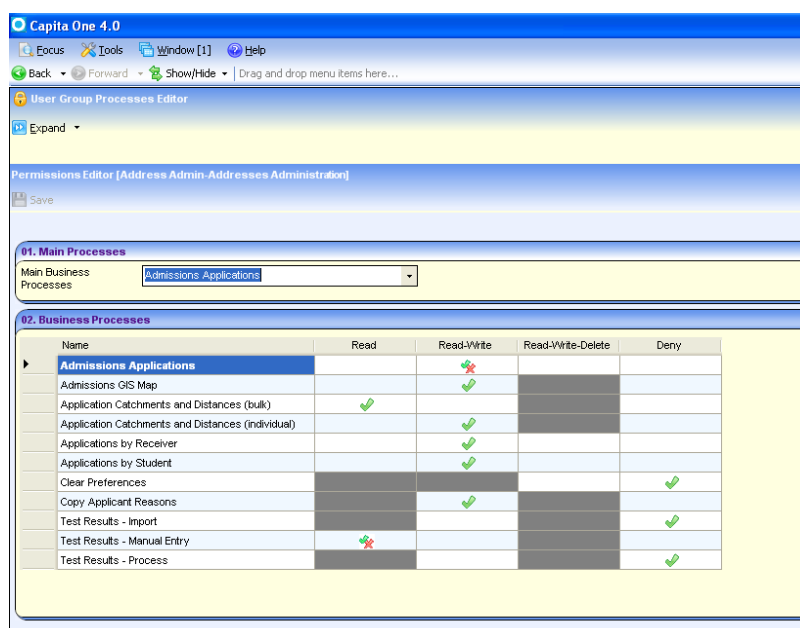 Capita One 4.0
Focus Tools Window [1] Help
Back Forward Show/Hide Drag and drop menu items here...
User Group Processes Editor
Expand
Permissions Editor [Address Admin-Addresses Administration]
Save
01. Main Processes
Main Business Processes Admissions Applications
02. Business Processes
Name Read Read-Write Read-Write-Delete Deny
Admissions Applications
Admissions GIS Map
Application Catchments and Distances (bulk)
Application Catchments and Distances (individual)
Applications by Receiver
Applications by Student
Clear Preferences
Copy Applicant Reasons
Test Results - Import
Test Results - Manual Entry
Test Results - Process